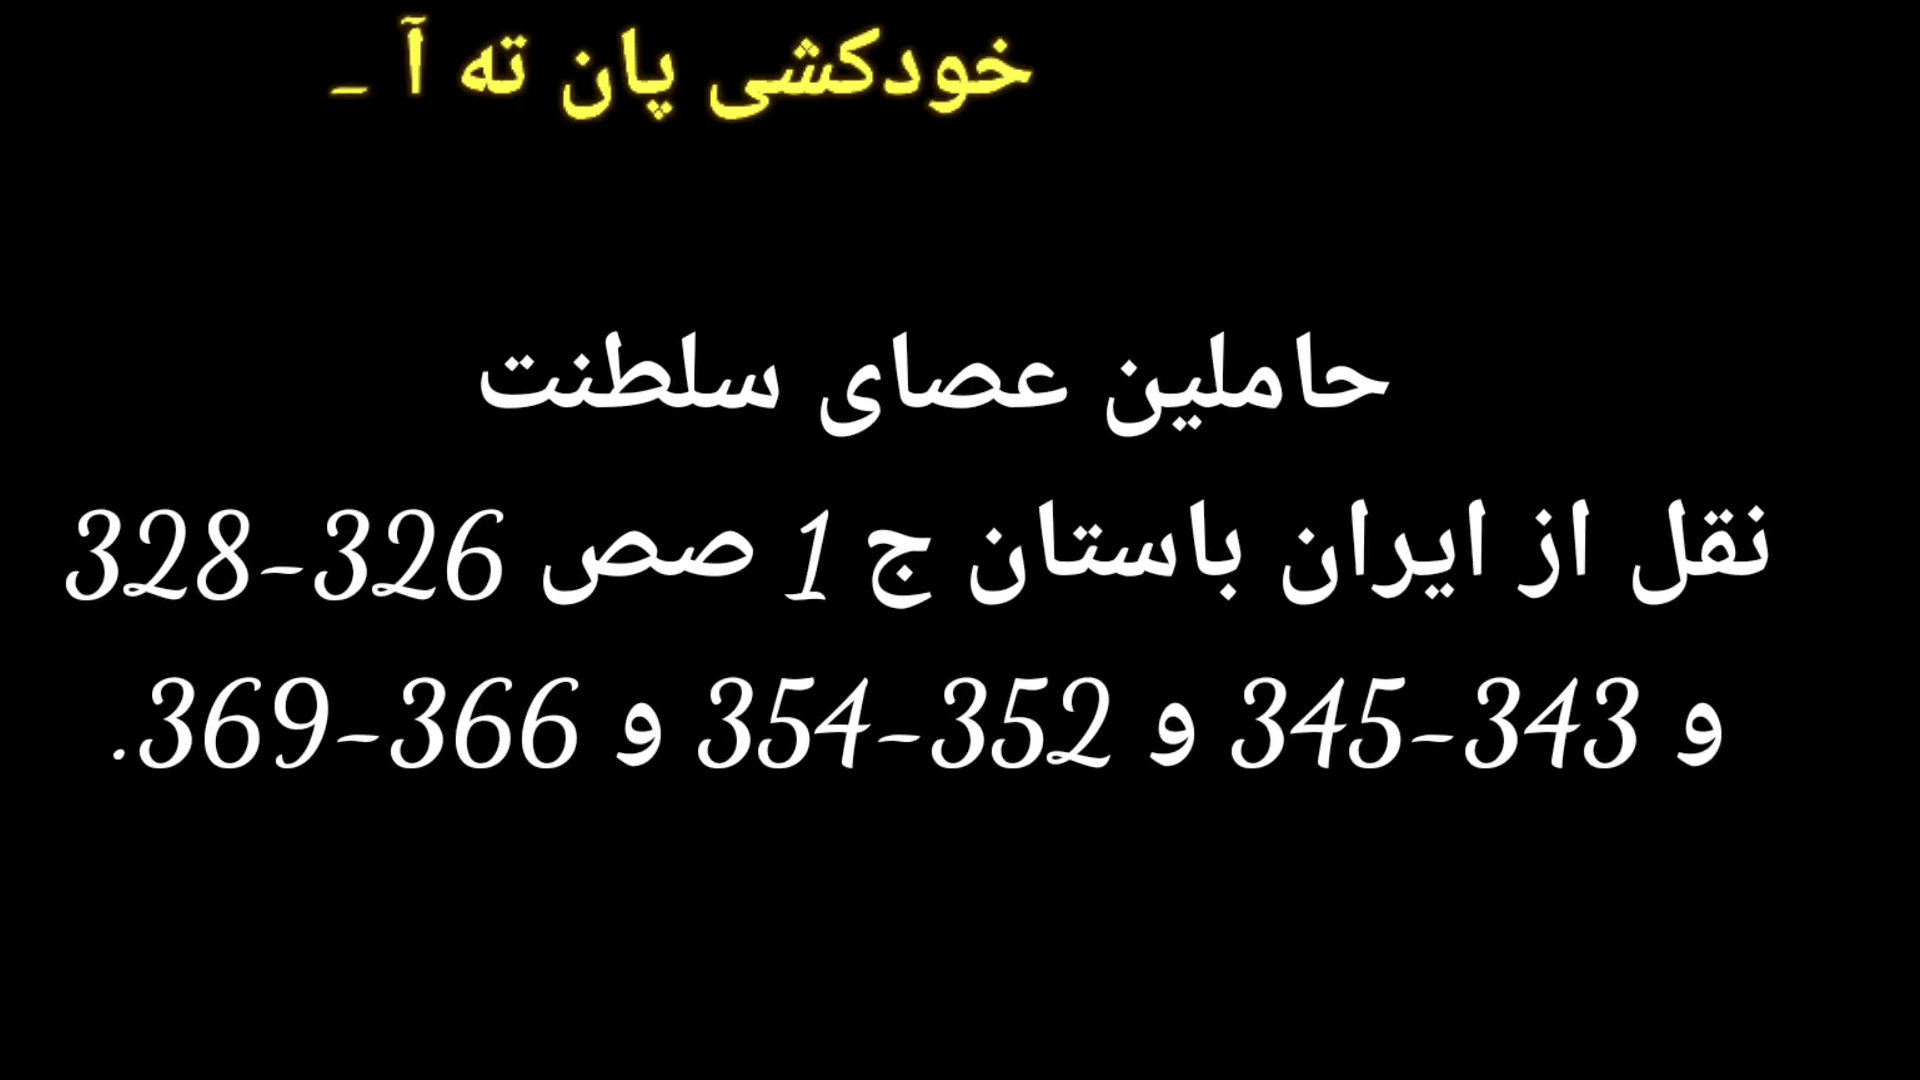 خودکشی پان ته آ -
حاملین عصای سلطنت
نقل از ایران باستان ج 1 صص 326-328
و 343-345 و 352-354 و 366-369.